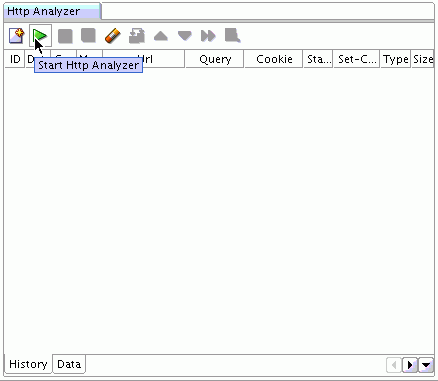 Http Analyzer
ID D... S... M... Url Query Cookie Sta... Set-C... Type Size
Start Http Analyzer
History Data